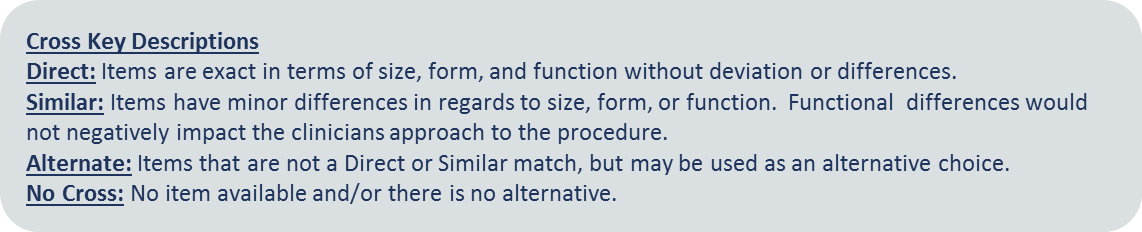 Cross Key Descriptions
Direct: Items are exact in terms of size, form, and function without deviation or differences.
Similar: Items have minor differences in regards to size, form, or function.  Functional  differences would
not negatively impact the clinicians approach to the procedure.
Alternate: Items that are not a Direct or Similar match, but may be used as an alternative choice.
No Cross: No item available and/or there is no alternative.